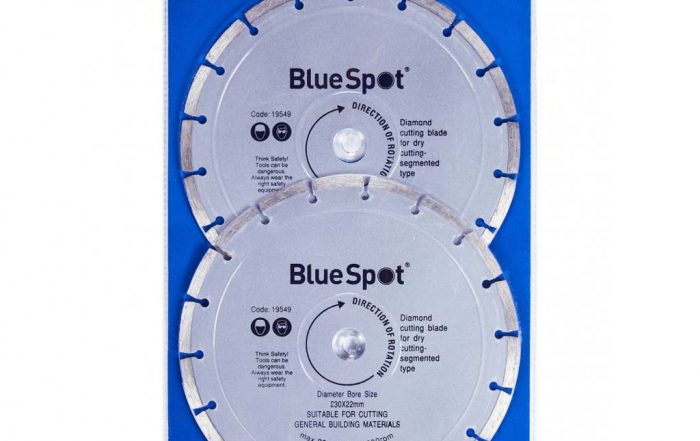 BlueSpot®
Code: 19549
Think Safety!
Tools can be
dangerous.
Always wear the
right safety
equipment.
DIRECTION OF ROTATIO
Diamond
cutting blade
for dry
cutting-
segmented
type
BlueSpot®
Code: 19549
Think Safety!
Tools can be
dangerous.
Always wear the
right safety
equipment.
DIRECTION OF ROTATION
Diamond
cutting blade
for dry
cutting-
segmented
type
Diameter Bore Size
230X22mm
SUITABLE FOR CUTTING
GENERAL BUILDING MATERIALS